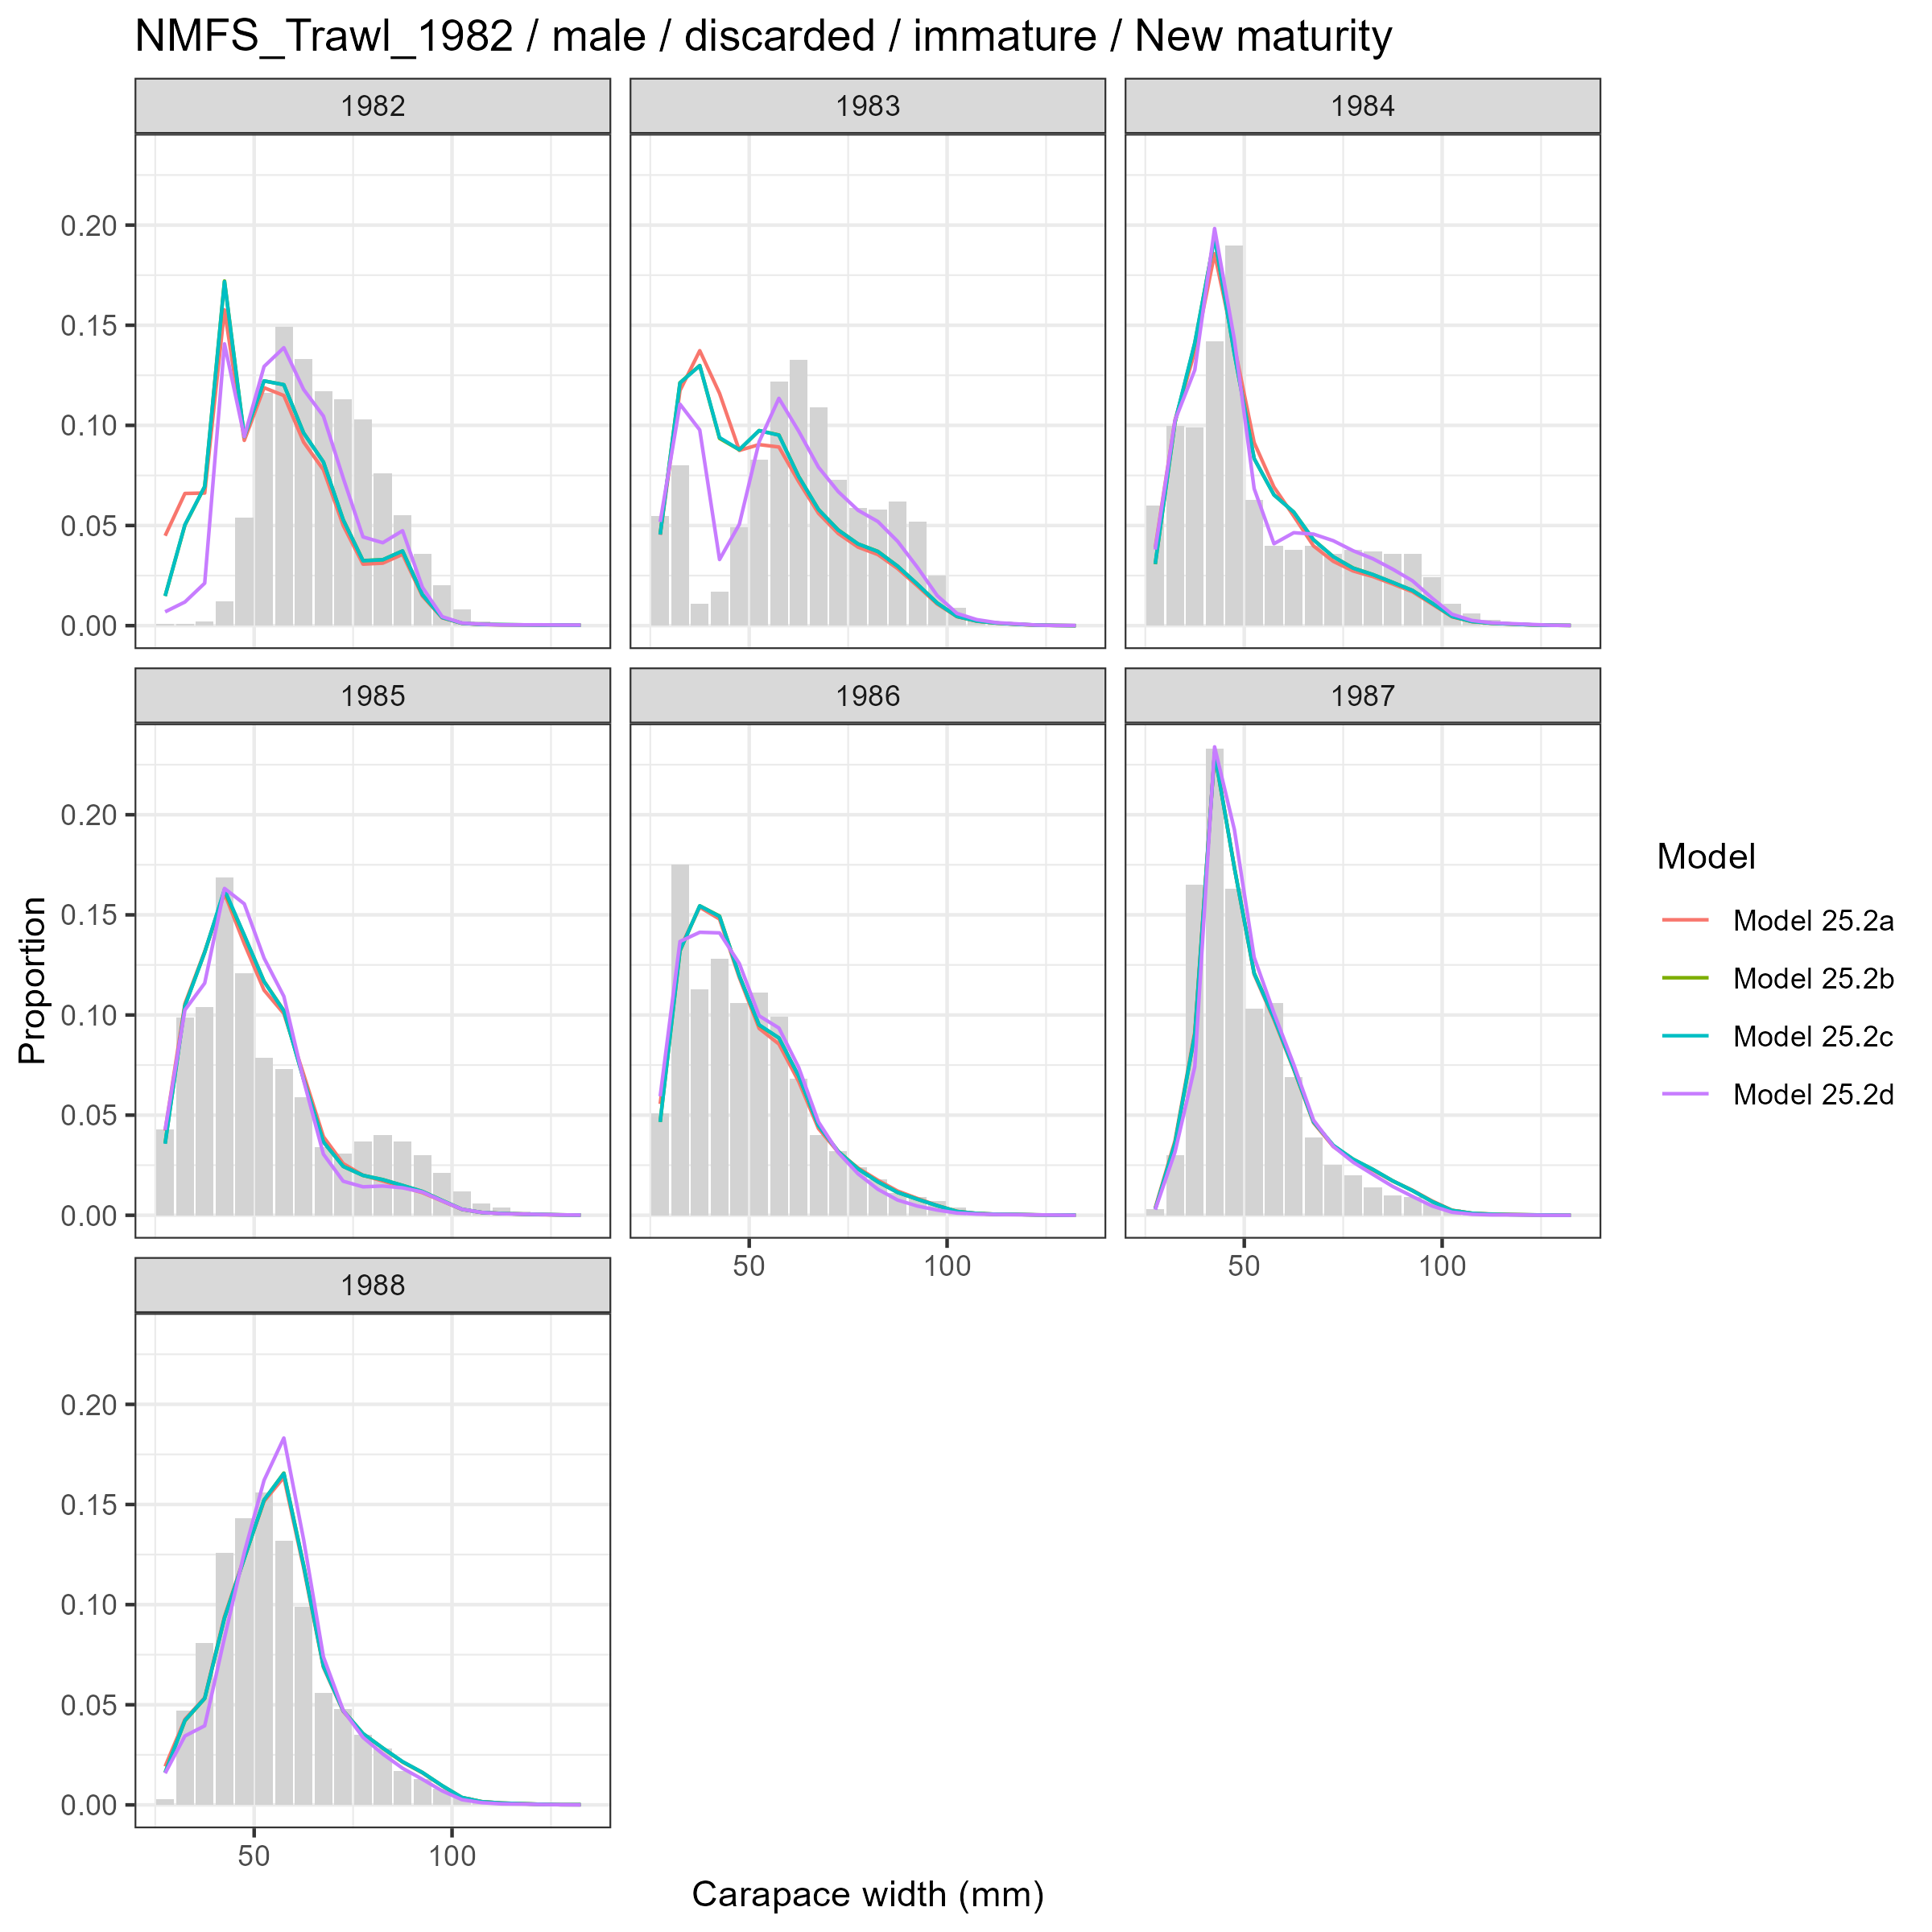 NMFS_Trawl_1982 / male / discarded / immature / New maturity
1982 1983 1984
0.20
0.15
0.10
0.05
0.00
1985 1986 1987
0.20
0.15
0.10
0.05
0.00
50 100 50 100
1988
0.20
0.15
0.10
0.05
0.00
50 100
Carapace width (mm)
Proportion
Model
Model 25.2a
Model 25.2b
Model 25.2c
Model 25.2d